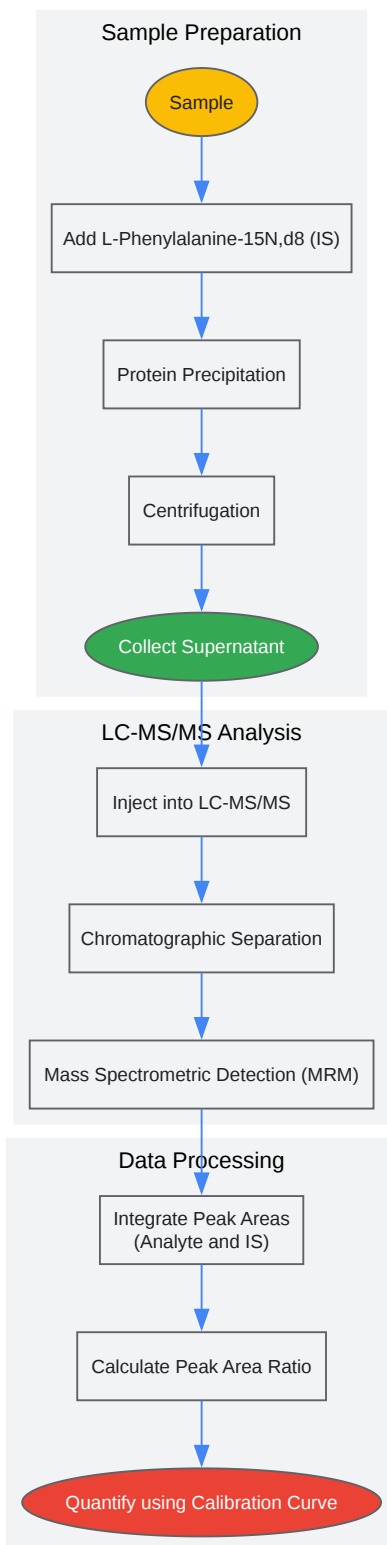 Sample Preparation
Sample
Add L-Phenylalanine-15N,d8 (IS)
Protein Precipitation
Centrifugation
Collect Supernatant
LC-MS/MS Analysis
Inject into LC-MS/MS
Chromatographic Separation
Mass Spectrometric Detection (MRM)
Data Processing
Integrate Peak Areas
(Analyte and IS)
Calculate Peak Area Ratio
Quantify using Calibration Curve